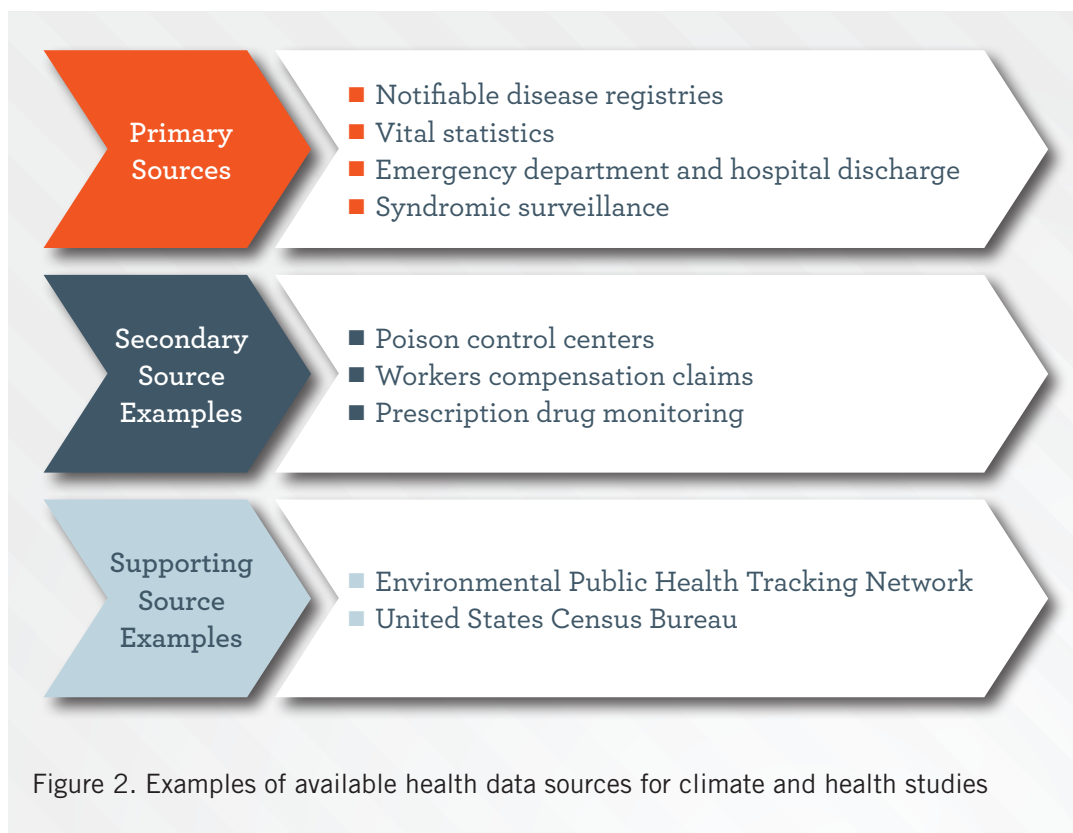 Primary
Sources
Notifiable disease registries
Vital statistics
Emergency department and hospital discharge
Syndromic surveillance
Secondary
Source
Examples
Poison control centers
Workers compensation claims
Prescription drug monitoring
Supporting
Source
Examples
Environmental Public Health Tracking Network
United States Census Bureau
Figure 2. Examples of available health data sources for climate and health studies